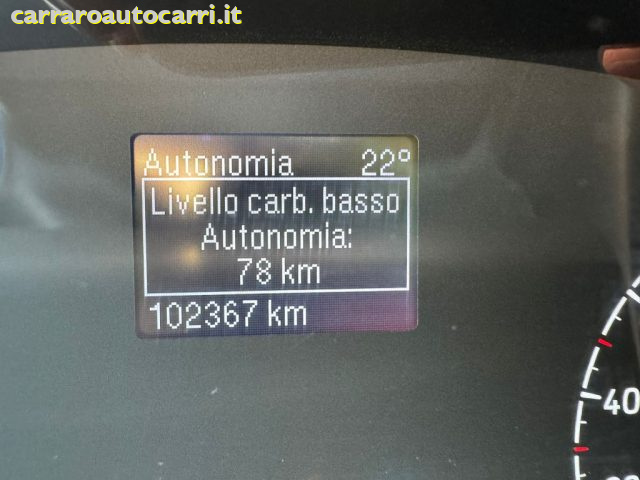 carraroautocarri.it
Autonomia 22°
Livello carb. basso
Autonomia:
78 km
102367 km
40